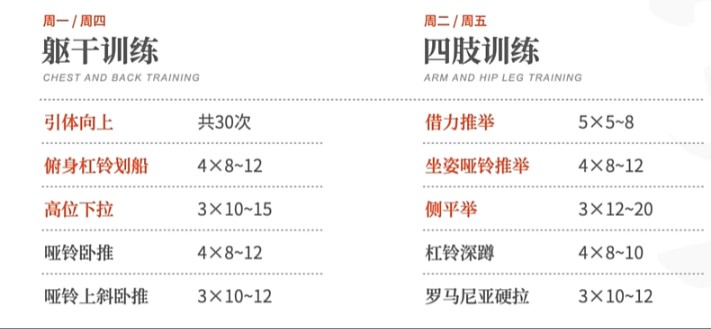 周一 / 周四
躯干训练
CHEST AND BACK TRAINING
引体向上 共30次
俯身杠铃划船 4×8~12
高位下拉 3×10~15
哑铃卧推 4×8~12
哑铃上斜卧推 3×10~12
周二 / 周五
四肢训练
ARM AND HIP LEG TRAINING
借力推举 5×5~8
坐姿哑铃推举 4×8~12
侧平举 3×12~20
杠铃深蹲 4×8~10
罗马尼亚硬拉 3×10~12